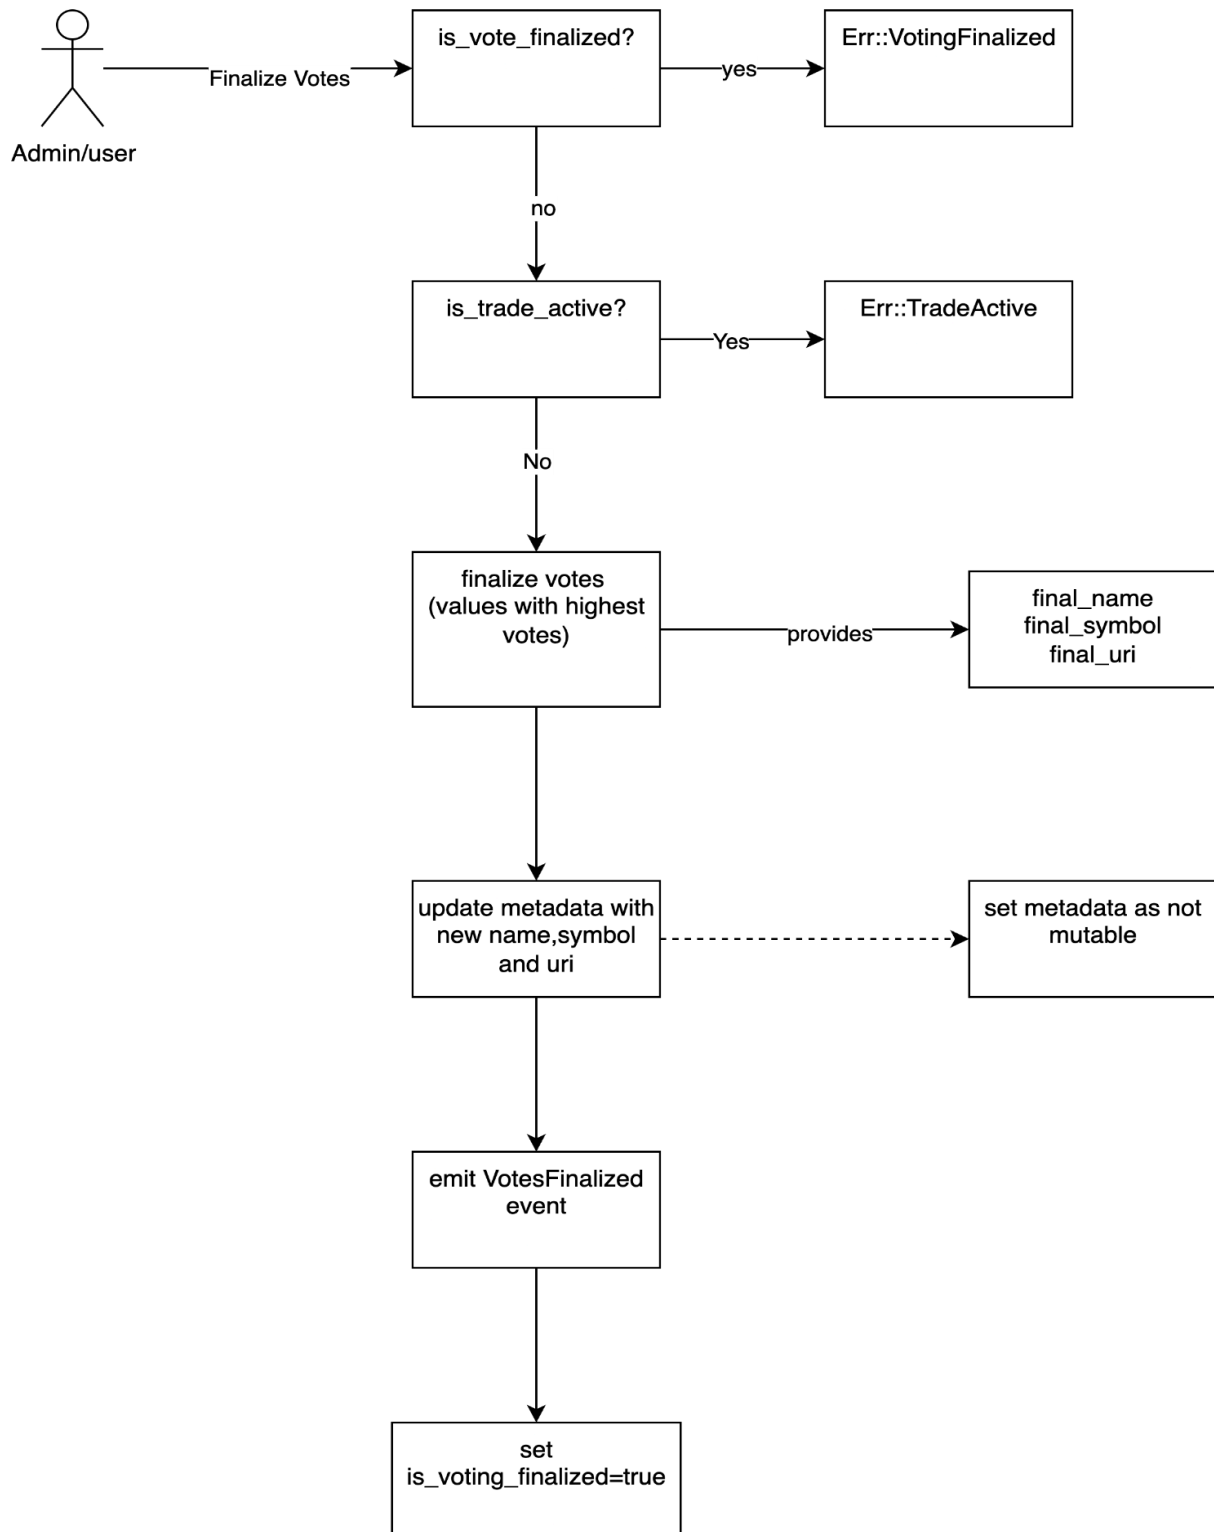 is_vote_finalized?
Err::VotingFinalized
Finalize Votes
yes
Admin/user
no
is_trade_active?
Err::TradeActive
Yes
No
finalize votes
(values with highest
votes)
provides
final_name
final_symbol
final_uri
update metadata with
new name,symbol
and uri
set metadata as not
mutable
emit VotesFinalized
event
set
is_voting_finalized=true